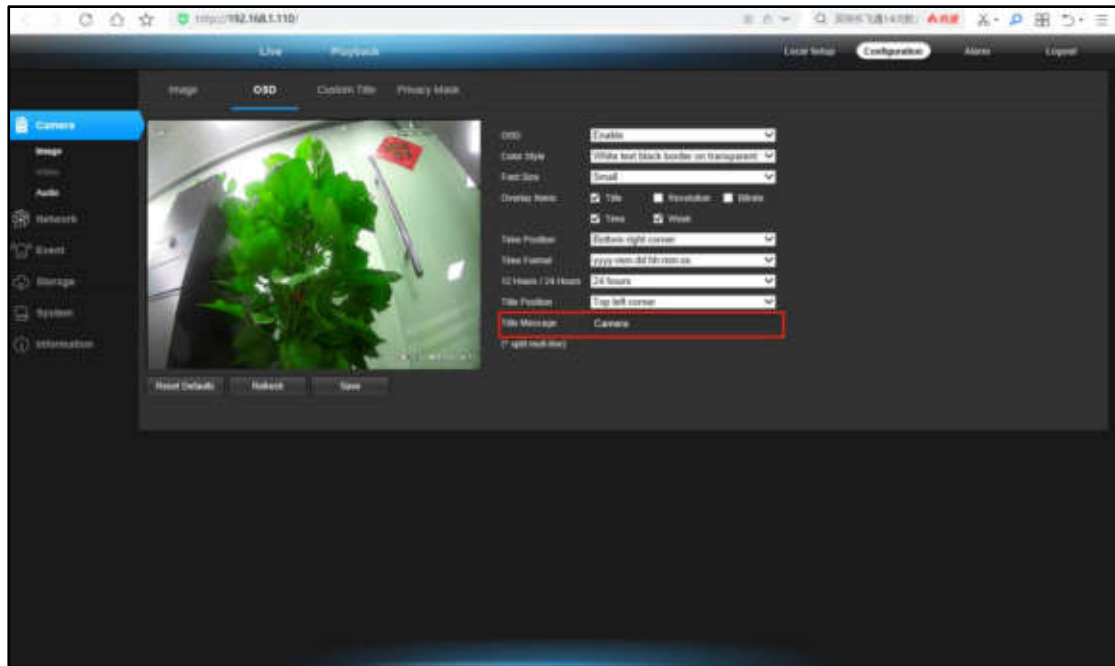 http://192.168.1.110/
Live Playback Local Setup Configuration Alarm Logout
Image OSD Custom Title Privacy Mask
Camera
Image
Video
Audio
Network
Event
Storage
System
Information
OSD Enable
Color Style White text black border on transparent
Font Size Small
Overlay Items Title Resolution Bitrate
Time Week
Time Position Bottom right corner
Time Format yyyy-mm-dd hh:mm:ss
12 Hours / 24 Hours 24 hours
Title Position Top left corner
Title Message Camera
(* split multi-line)
Reset Defaults Refresh Save